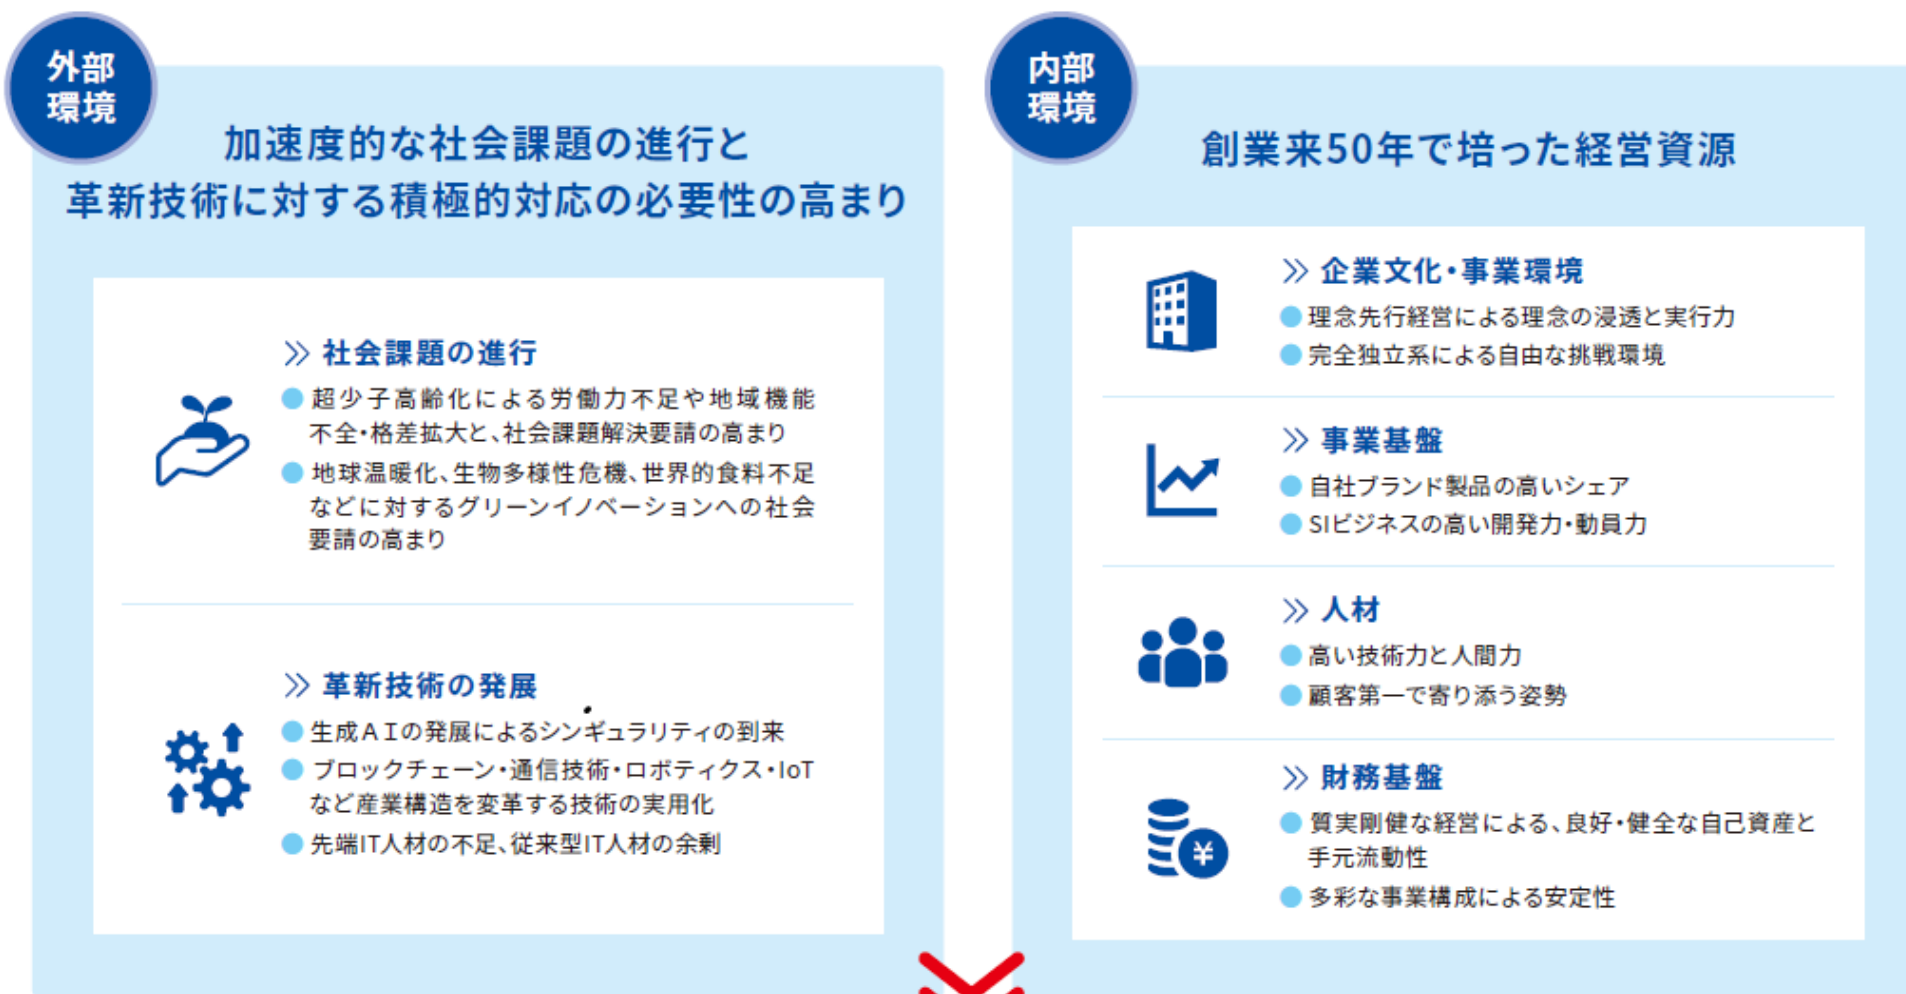 外部
環境
加速度的な社会課題の進行と
革新技術に対する積極的対応の必要性の高まり
社会課題の進行
超少子高齢化による労働力不足や地域機能
不全・格差拡大と、社会課題解決要請の高まり
地球温暖化、生物多様性危機、世界的食料不足
などに対するグリーンイノベーションへの社会
要請の高まり
革新技術の発展
生成AIの発展によるシンギュラリティの到来
ブロックチェーン・通信技術・ロボティクス・IoT
など産業構造を変革する技術の実用化
先端IT人材の不足、従来型IT人材の余剰
内部
環境
創業来50年で培った経営資源
企業文化・事業環境
理念先行経営による理念の浸透と実行力
完全独立系による自由な挑戦環境
事業基盤
自社ブランド製品の高いシェア
SIビジネスの高い開発力・動員力
人材
高い技術力と人間力
顧客第一で寄り添う姿勢
財務基盤
質実剛健な経営による、良好・健全な自己資産と
手元流動性
多彩な事業構成による安定性